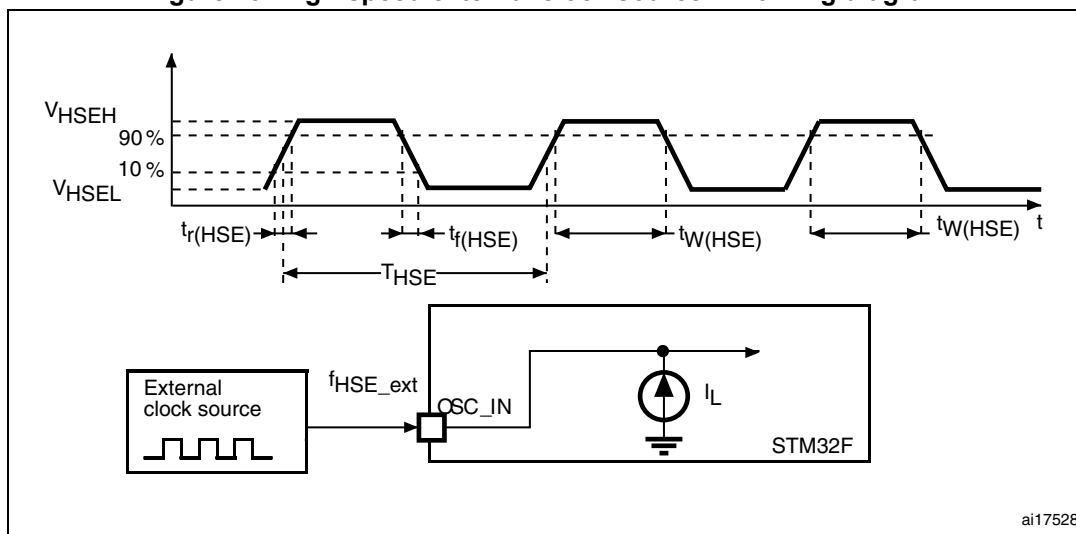 VHSEH
90 %
10 %
VHSEL
tr(HSE)
tf(HSE)
tW(HSE)
tW(HSE)
t
THSE
External
clock source
fHSE_ext
OSC_IN
IL
STM32F
ai17528